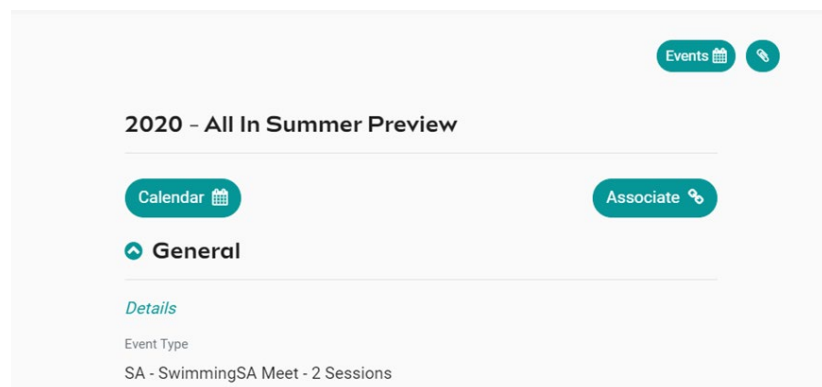 Events
2020 - All In Summer Preview
Calendar
Associate
General
Details
Event Type
SA - SwimmingSA Meet - 2 Sessions